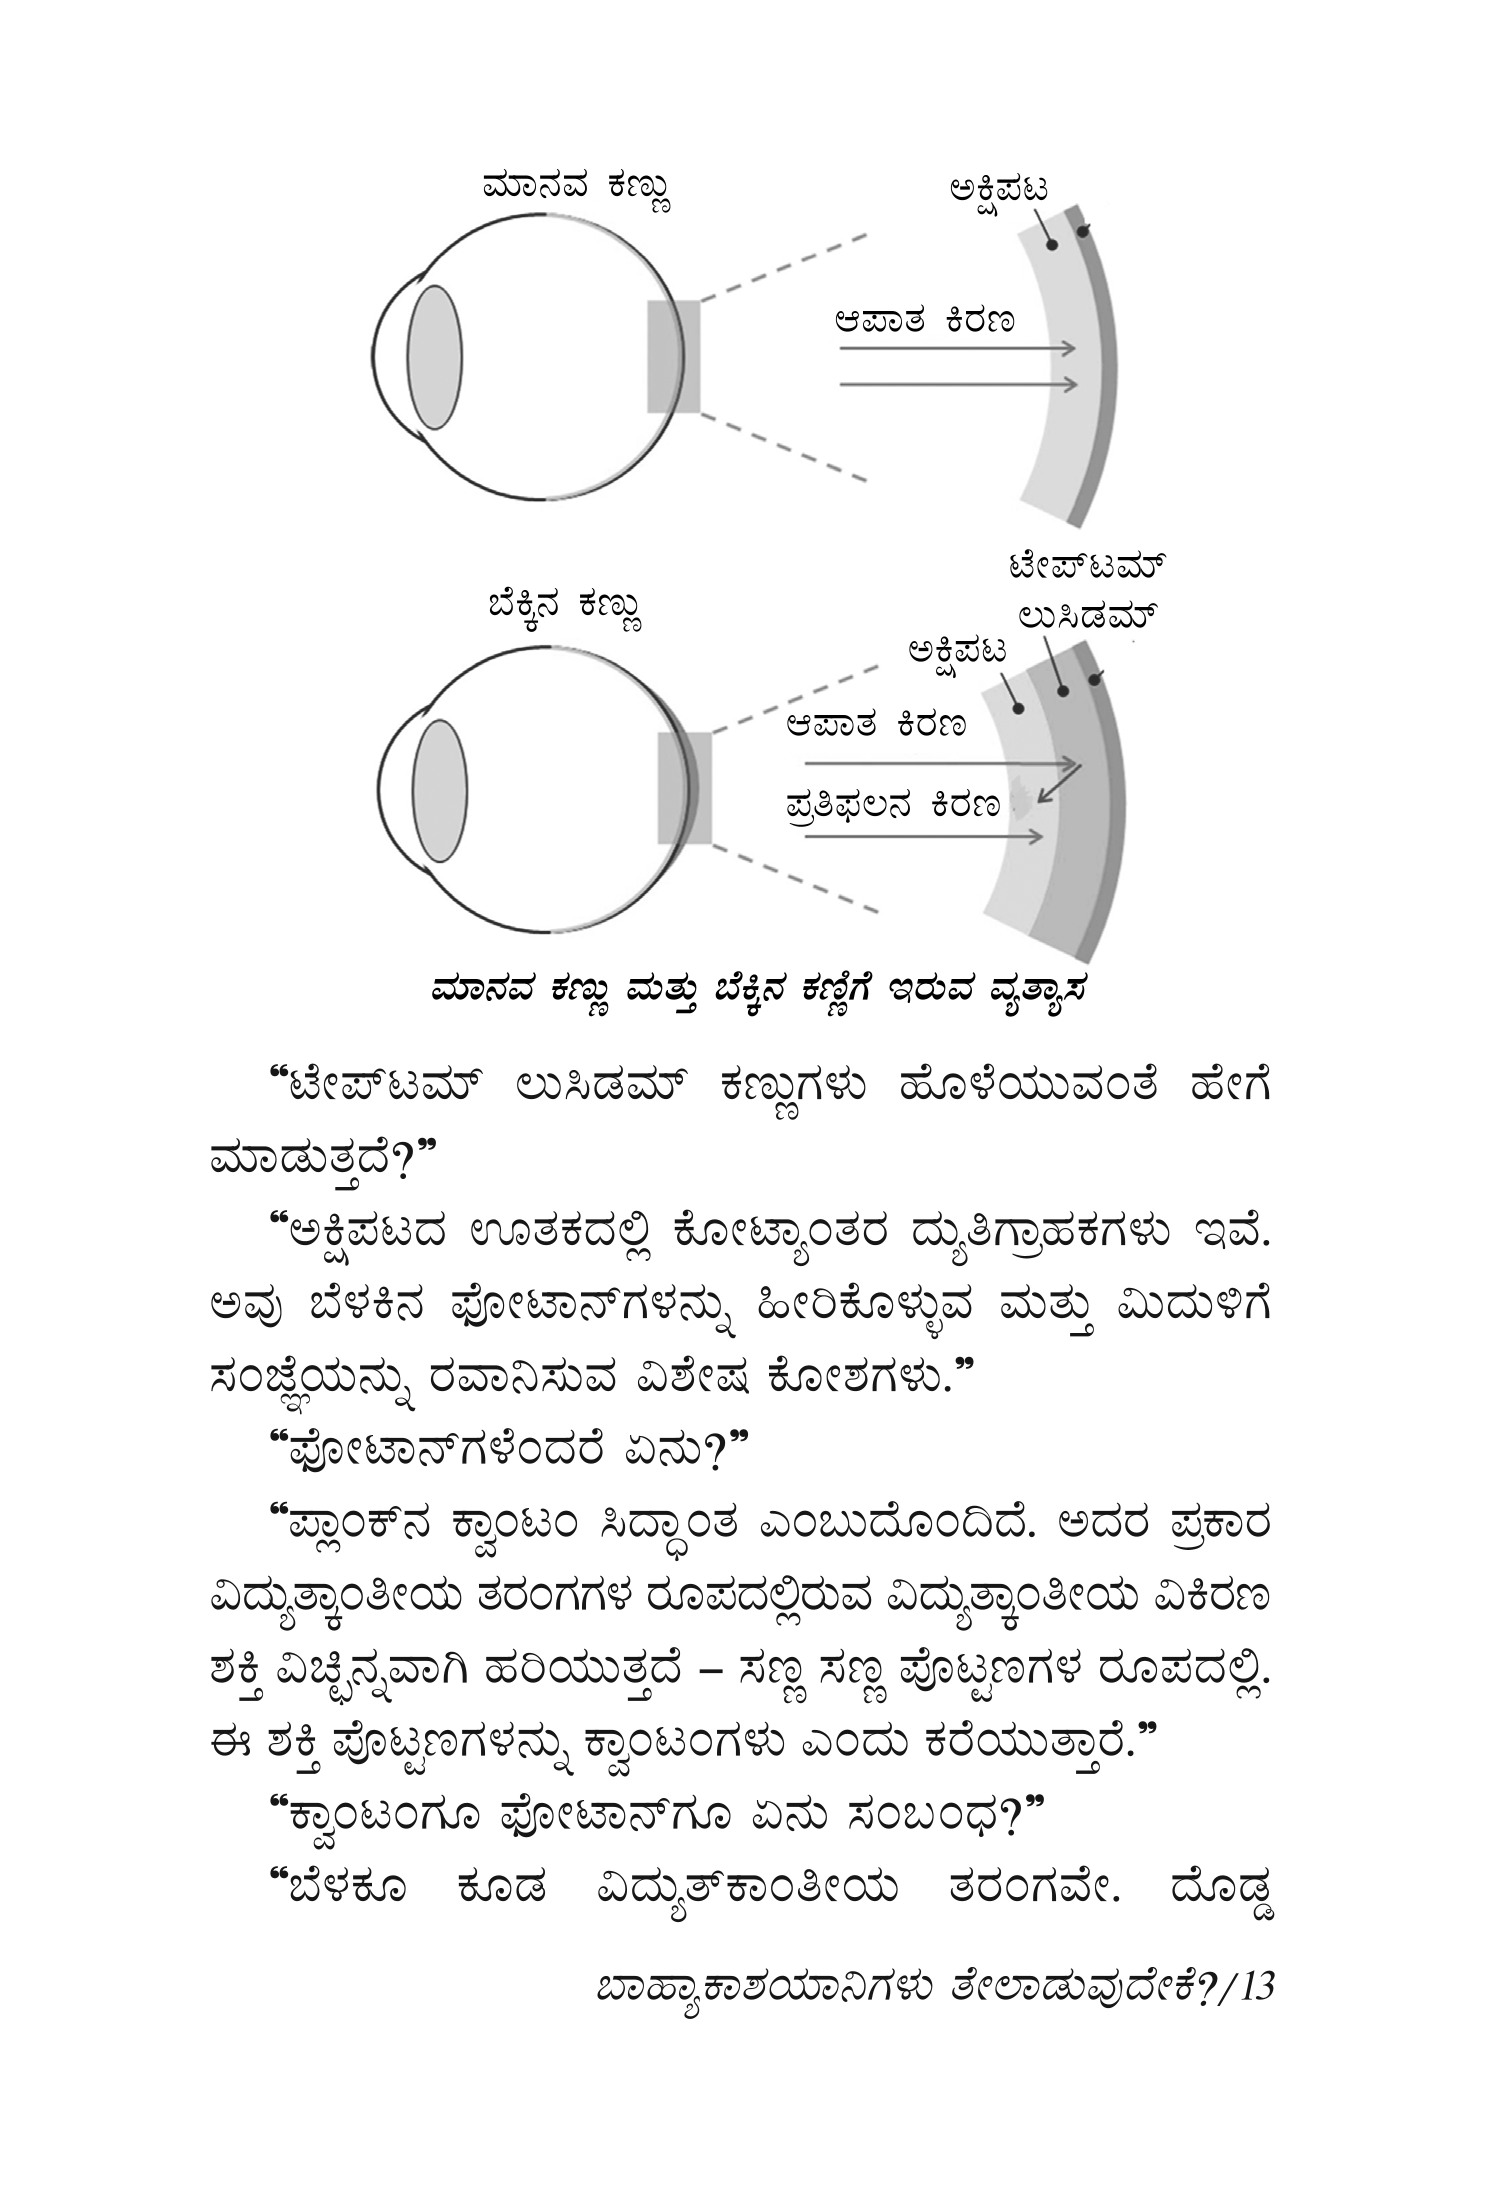 ಮಾನವ ಕಣ್ಣು
ಅಕ್ಷಿಪಟ
ಆಪಾತ ಕಿರಣ
ಟೇಪ್‌ಟಮ್
ಲುಸಿಡಮ್
ಬೆಕ್ಕಿನ ಕಣ್ಣು
ಅಕ್ಷಿಪಟ
ಆಪಾತ ಕಿರಣ
ಪ್ರತಿಫಲನ ಕಿರಣ
ಮಾನವ ಕಣ್ಣು ಮತ್ತು ಬೆಕ್ಕಿನ ಕಣ್ಣಿಗೆ ಇರುವ ವ್ಯತ್ಯಾಸ
“ಟೇಪ್‌ಟಮ್ ಲುಸಿಡಮ್ ಕಣ್ಣುಗಳು ಹೊಳೆಯುವಂತೆ ಹೇಗೆ
ಮಾಡುತ್ತದೆ?”
“ಅಕ್ಷಿಪಟದ ಊತಕದಲ್ಲಿ ಕೋಟ್ಯಾಂತರ ದ್ಯುತಿಗ್ರಾಹಕಗಳು ಇವೆ.
ಅವು ಬೆಳಕಿನ ಫೋಟಾನ್‌ಗಳನ್ನು ಹೀರಿಕೊಳ್ಳುವ ಮತ್ತು ಮಿದುಳಿಗೆ
ಸಂಜ್ಞೆಯನ್ನು ರವಾನಿಸುವ ವಿಶೇಷ ಕೋಶಗಳು.”
“ಫೋಟಾನ್‌ಗಳೆಂದರೆ ಏನು?”
“ಪ್ಲಾಂಕ್‌ನ ಕ್ವಾಂಟಂ ಸಿದ್ಧಾಂತ ಎಂಬುದೊಂದಿದೆ. ಅದರ ಪ್ರಕಾರ
ವಿದ್ಯುತ್ಕಾಂತೀಯ ತರಂಗಗಳ ರೂಪದಲ್ಲಿರುವ ವಿದ್ಯುತ್ಕಾಂತೀಯ ವಿಕಿರಣ
ಶಕ್ತಿ ವಿಚ್ಛಿನ್ನವಾಗಿ ಹರಿಯುತ್ತದೆ – ಸಣ್ಣ ಸಣ್ಣ ಪೊಟ್ಟಣಗಳ ರೂಪದಲ್ಲಿ.
ಈ ಶಕ್ತಿ ಪೊಟ್ಟಣಗಳನ್ನು ಕ್ವಾಂಟಂಗಳು ಎಂದು ಕರೆಯುತ್ತಾರೆ.”
“ಕ್ವಾಂಟಂಗೂ ಫೋಟಾನ್‌ಗೂ ಏನು ಸಂಬಂಧ?”
“ಬೆಳಕೂ ಕೂಡ ವಿದ್ಯುತ್‌ಕಾಂತೀಯ ತರಂಗವೇ. ದೊಡ್ಡ
ಬಾಹ್ಯಾಕಾಶಯಾನಿಗಳು ತೇಲಾಡುವುದೇಕೆ?/13